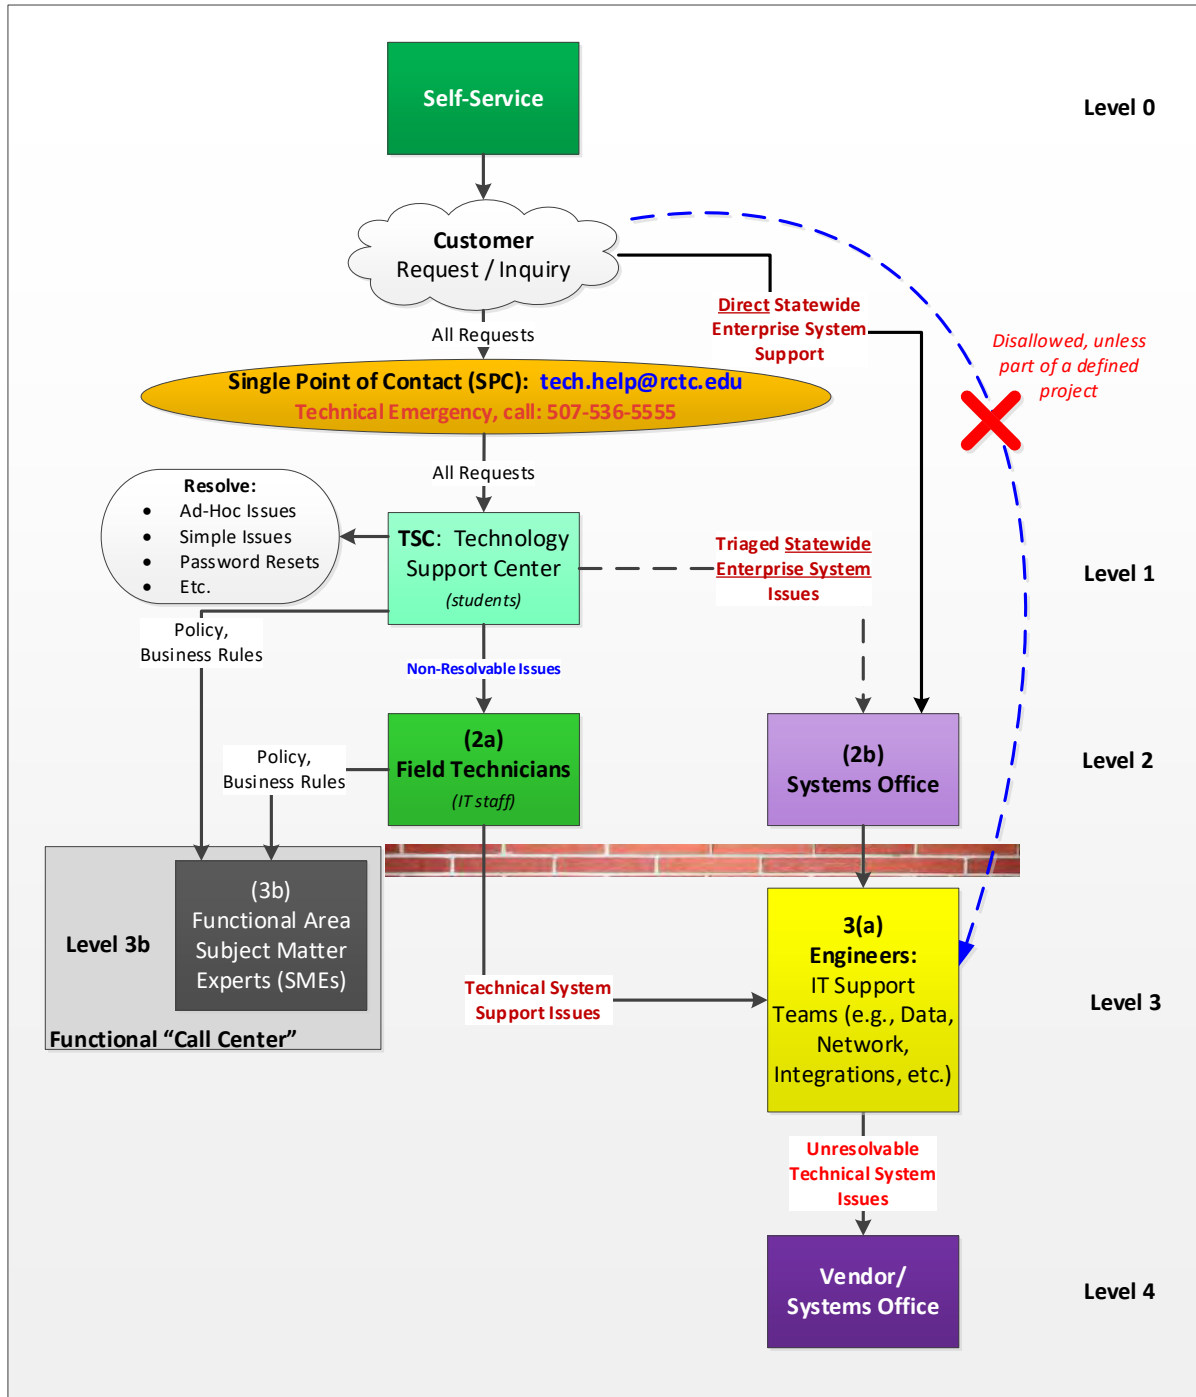 Self-Service
Level 0
Customer
Request / Inquiry
Direct Statewide
Enterprise System
Support
All Requests
Disallowed, unless
part of a defined
project
Single Point of Contact (SPC): tech.help@rctc.edu
Technical Emergency, call: 507-536-5555
All Requests
Resolve:
• Ad-Hoc Issues
• Simple Issues
• Password Resets
• Etc.
TSC: Technology
Support Center
(students)
Triaged Statewide
Enterprise System
Issues
Level 1
Policy,
Business Rules
Non-Resolvable Issues
(2a)
Field Technicians
(IT staff)
Policy,
Business Rules
(2b)
Systems Office
Level 2
(3b)
Functional Area
Subject Matter
Experts (SMEs)
Level 3b
Functional “Call Center”
Technical System
Support Issues
3(a)
Engineers:
IT Support
Teams (e.g., Data,
Network,
Integrations, etc.)
Level 3
Unresolvable
Technical System
Issues
Vendor/
Systems Office
Level 4